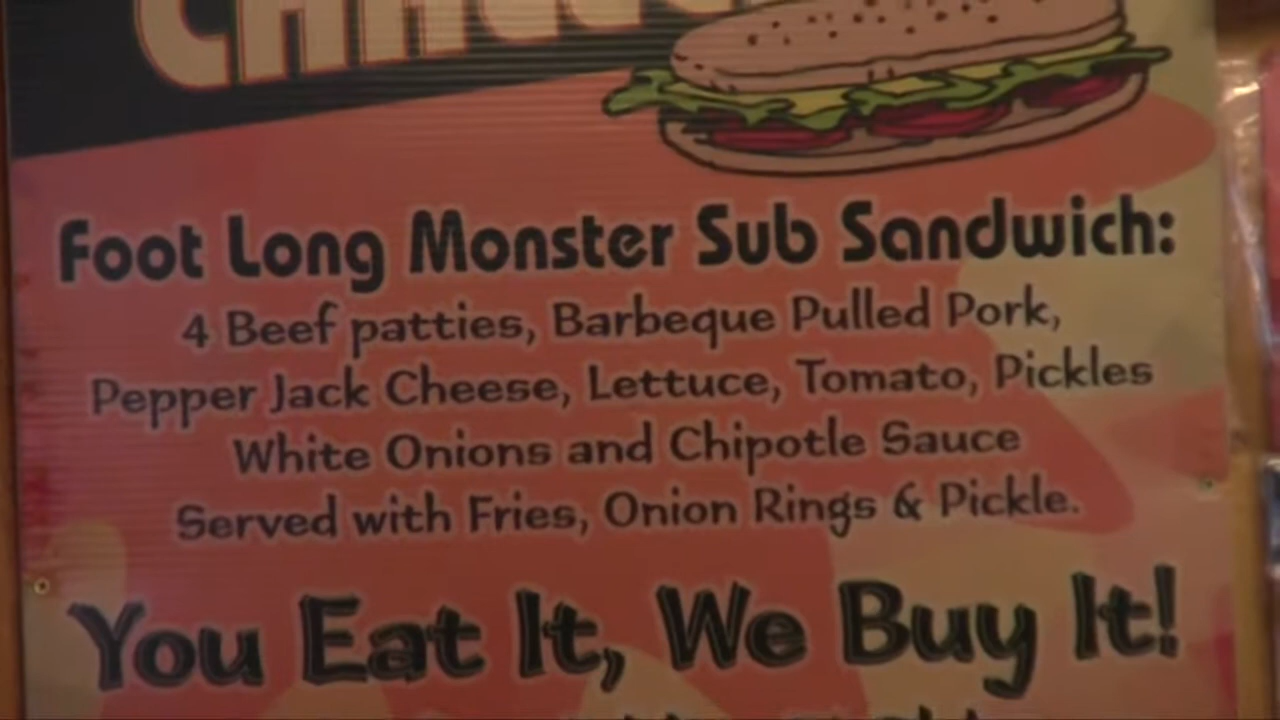 Foot Long Monster Sub Sandwich:
4 Beef patties, Barbeque Pulled Pork,
Pepper Jack Cheese, Lettuce, Tomato, Pickles
White Onions and Chipotle Sauce
Served with Fries, Onion Rings & Pickle.
You Eat It, We Buy It!